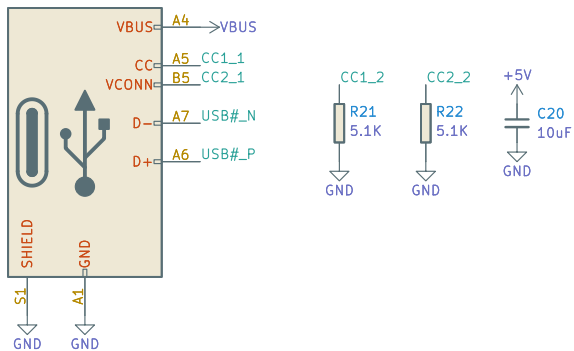 VBUS A4 VBUS
CC A5 CC1_1
VCONN B5 CC2_1
D- A7 USB#_N
D+ A6 USB#_P
SHIELD GND
S1 A1
GND GND
CC1_2 CC2_2 +5V
R21 5.1K
R22 5.1K
C20 10uF
GND GND GND